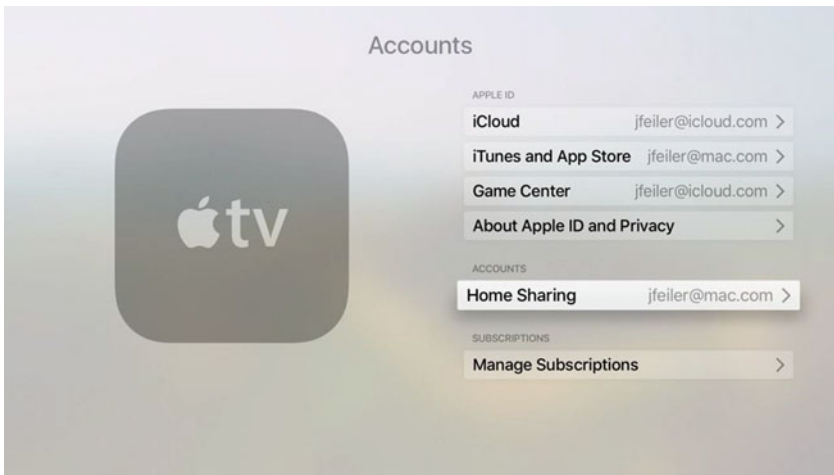 Accounts
tv
APPLE ID
iCloud jfeiler@icloud.com >
iTunes and App Store jfeiler@mac.com >
Game Center jfeiler@icloud.com >
About Apple ID and Privacy >
ACCOUNTS
Home Sharing jfeiler@mac.com >
SUBSCRIPTIONS
Manage Subscriptions >